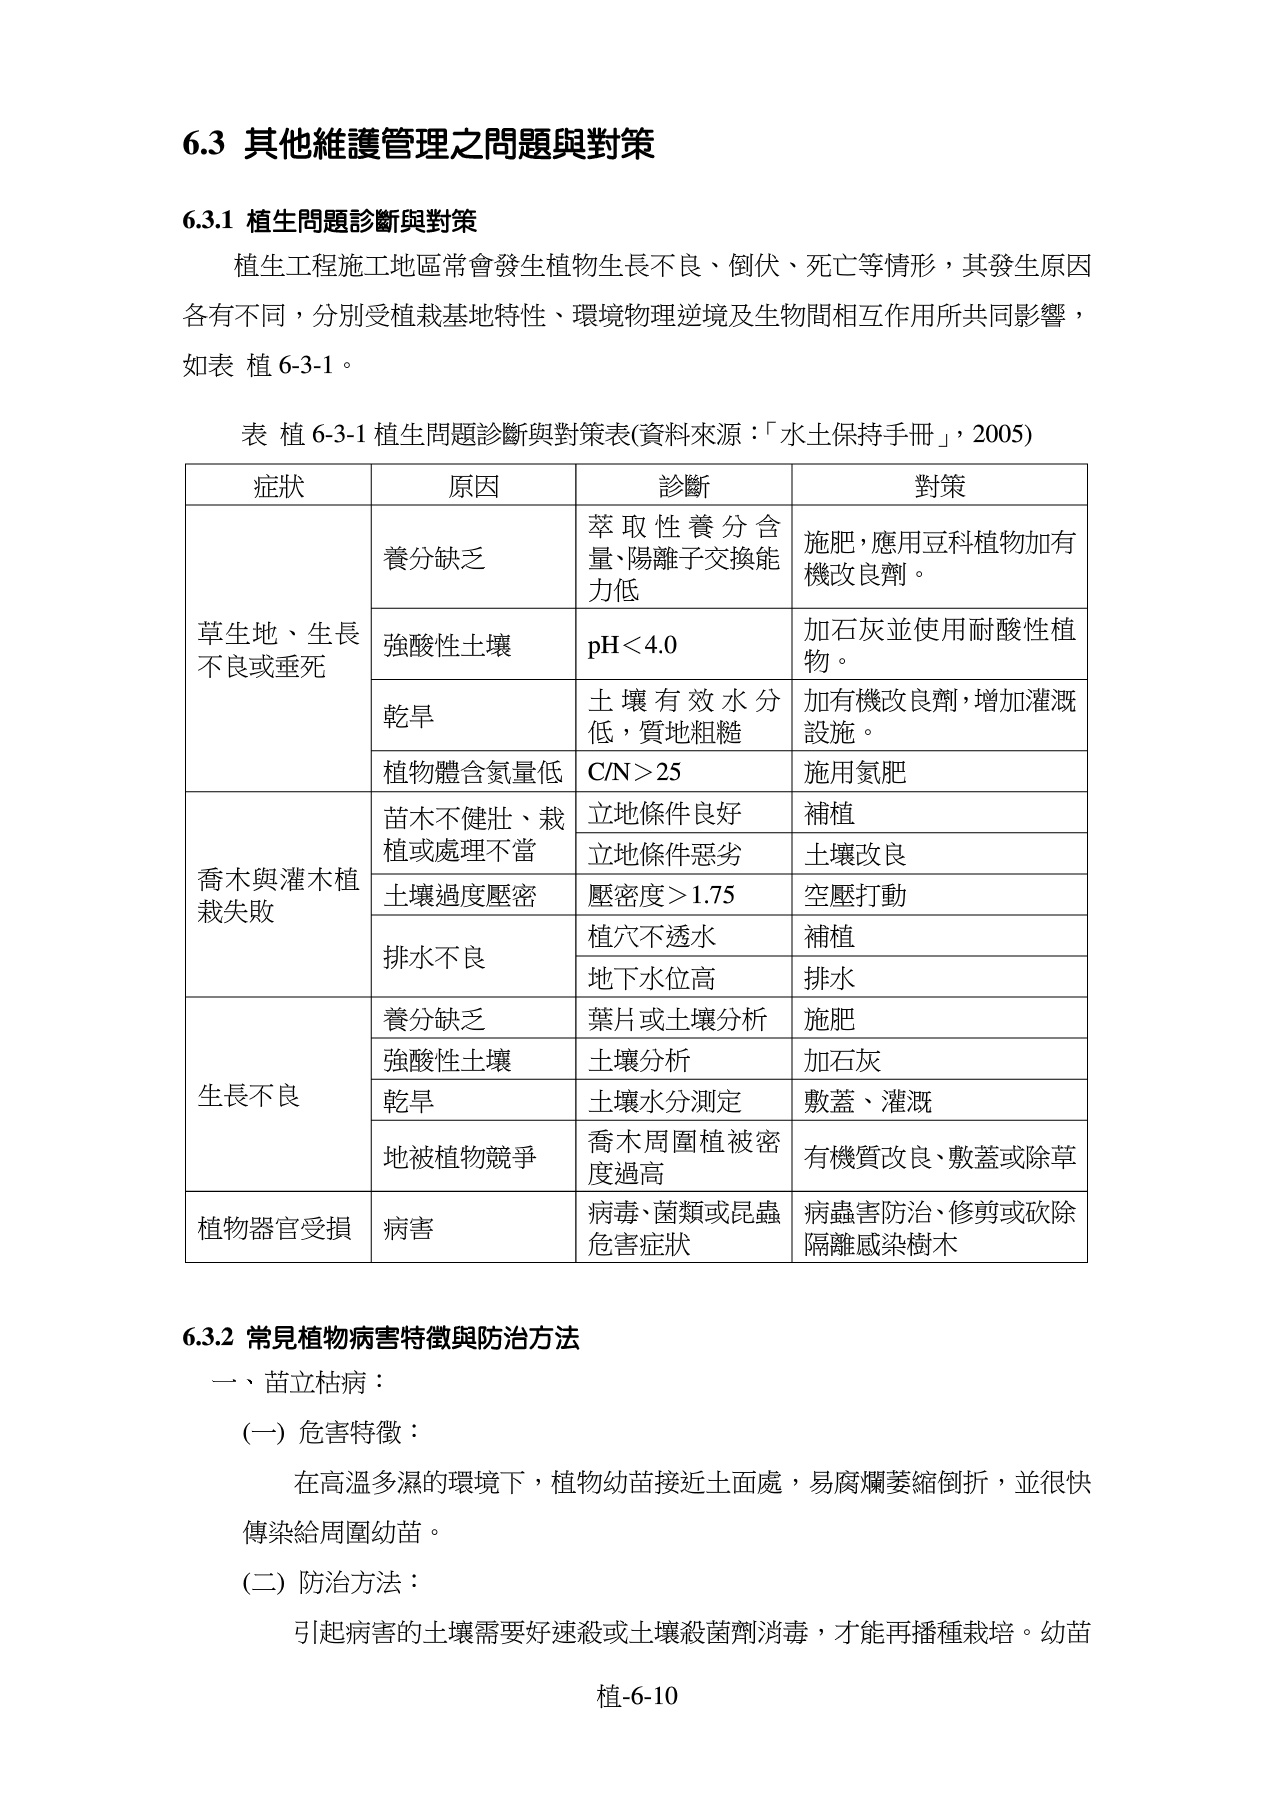 6.3 其他維護管理之問題與對策
6.3.1 植生問題診斷與對策
植生工程施工地區常會發生植物生長不良、倒伏、死亡等情形，其發生原因
各有不同，分別受植栽基地特性、環境物理逆境及生物間相互作用所共同影響，
如表 植 6-3-1。
表 植 6-3-1 植生問題診斷與對策表(資料來源：「水土保持手冊」，2005)
症狀 原因 診斷 對策
草生地、生長
不良或垂死
養分缺乏
萃取性養分含
量、陽離子交換能
力低
施肥，應用豆科植物加有
機改良劑。
強酸性土壤
pH＜4.0
加石灰並使用耐酸性植
物。
乾旱
土壤有效水分
低，質地粗糙
加有機改良劑，增加灌溉
設施。
植物體含氮量低 C/N＞25 施用氮肥
喬木與灌木植
栽失敗
苗木不健壯、栽
植或處理不當
立地條件良好 補植
立地條件惡劣 土壤改良
土壤過度壓密 壓密度＞1.75 空壓打動
排水不良
植穴不透水 補植
地下水位高 排水
生長不良
養分缺乏 葉片或土壤分析 施肥
強酸性土壤 土壤分析 加石灰
乾旱 土壤水分測定 敷蓋、灌溉
地被植物競爭
喬木周圍植被密
度過高
有機質改良、敷蓋或除草
植物器官受損
病害
病毒、菌類或昆蟲
危害症狀
病蟲害防治、修剪或砍除
隔離感染樹木
6.3.2 常見植物病害特徵與防治方法
一、苗立枯病：
(一) 危害特徵：
在高溫多濕的環境下，植物幼苗接近土面處，易腐爛萎縮倒折，並很快
傳染給周圍幼苗。
(二) 防治方法：
引起病害的土壤需要好速殺或土壤殺菌劑消毒，才能再播種栽培。幼苗
植-6-10